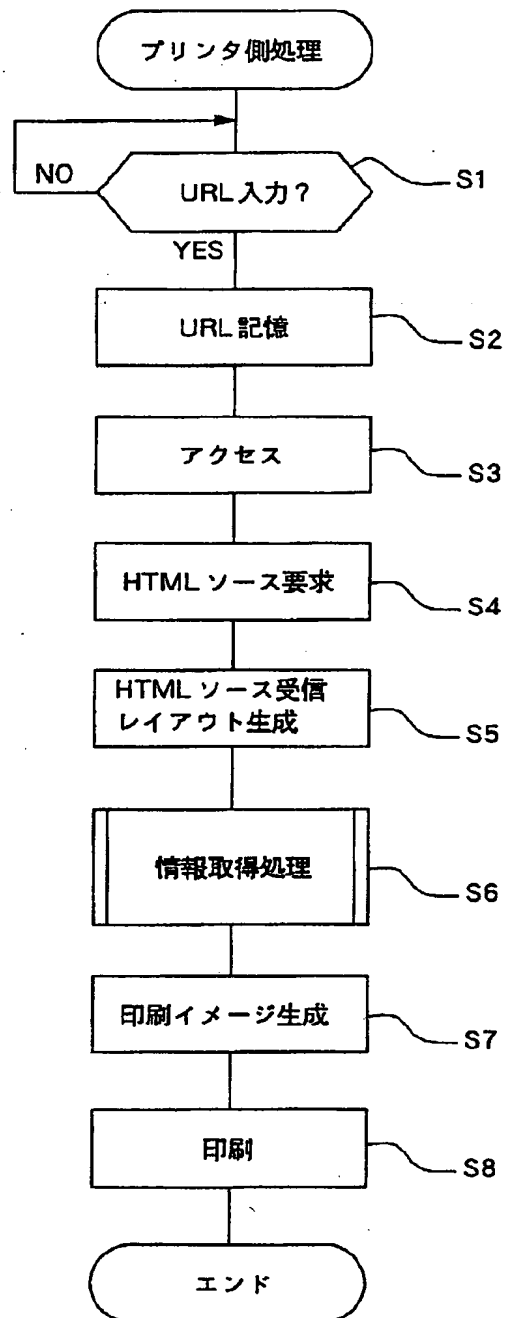 プリンタ側処理
NO
URL入力？
S1
YES
URL記憶
S2
アクセス
S3
HTMLソース要求
S4
HTMLソース受信
レイアウト生成
S5
情報取得処理
S6
印刷イメージ生成
S7
印刷
S8
エンド